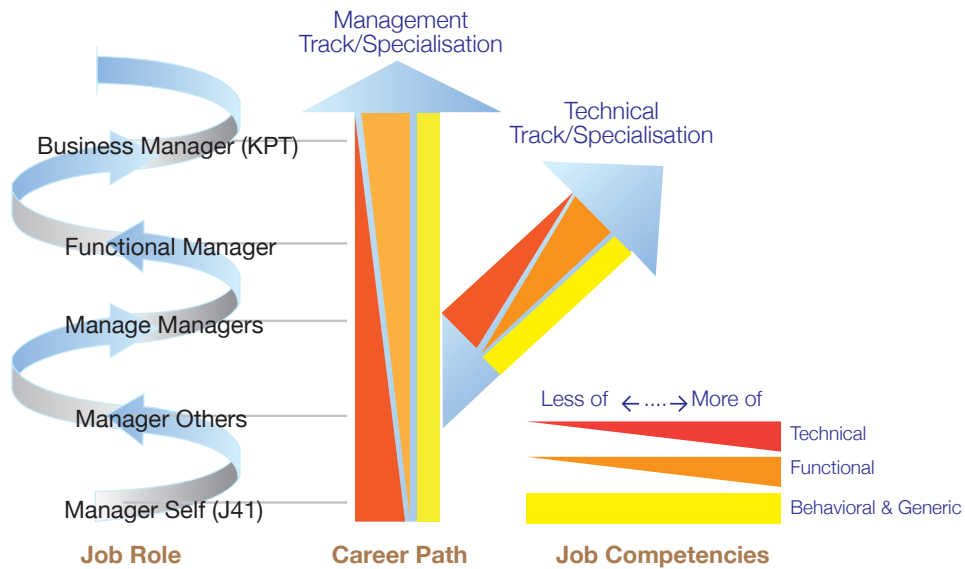 Management
Track/Specialisation
Technical
Track/Specialisation
Business Manager (KPT)
Functional Manager
Manage Managers
Manager Others
Manager Self (J41)
Less of ←....→ More of
Technical
Functional
Behavioral & Generic
Job Role
Career Path
Job Competencies